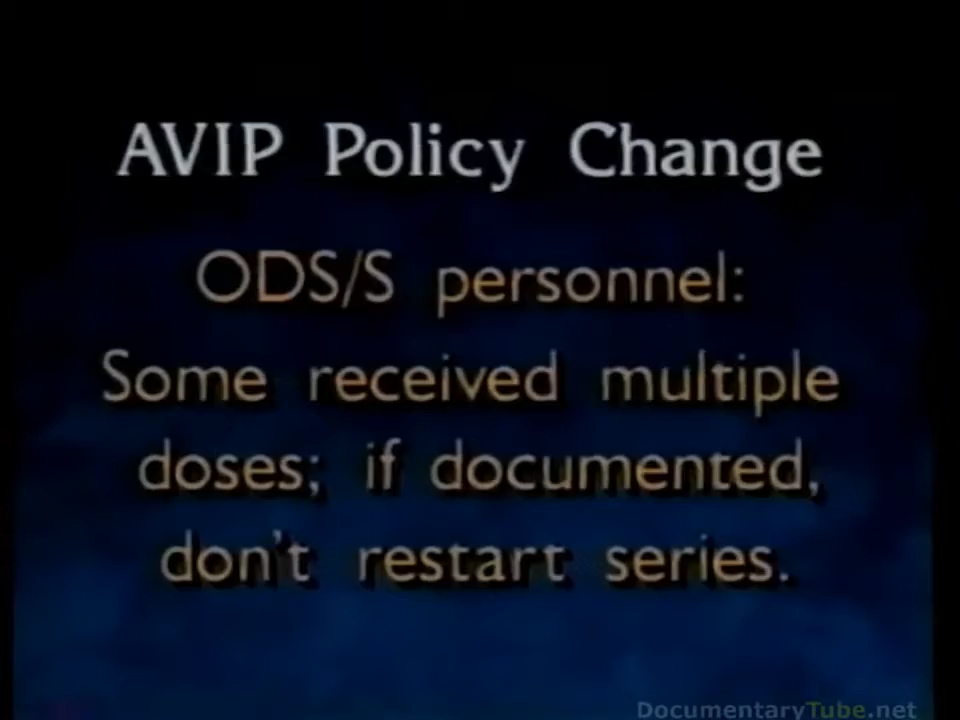 AVIP Policy Change
ODS/S personnel:
Some received multiple
doses; if documented,
don't restart series.
DocumentaryTube.net